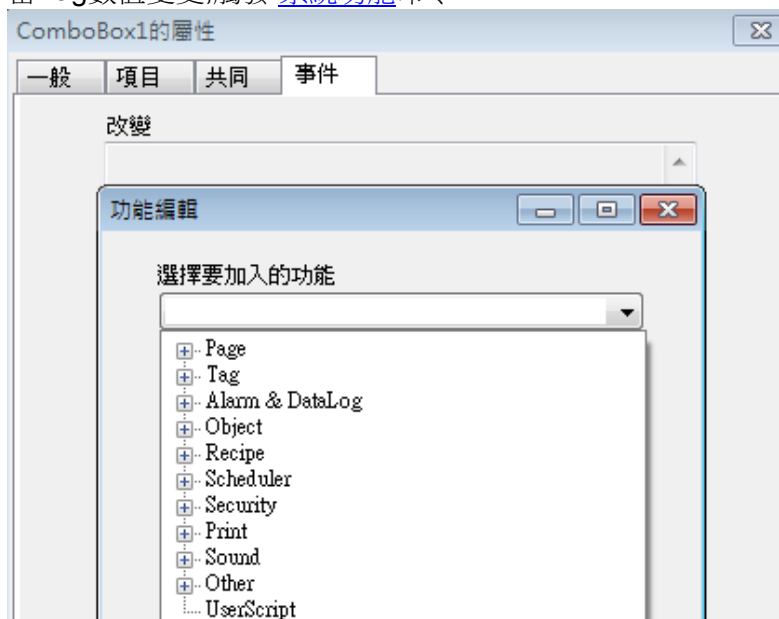 ComboBox1的屬性
一般 項目 共同 事件
改變
功能編輯
選擇要加入的功能
Page
Tag
Alarm & DataLog
Object
Recipe
Scheduler
Security
Print
Sound
Other
UserScript